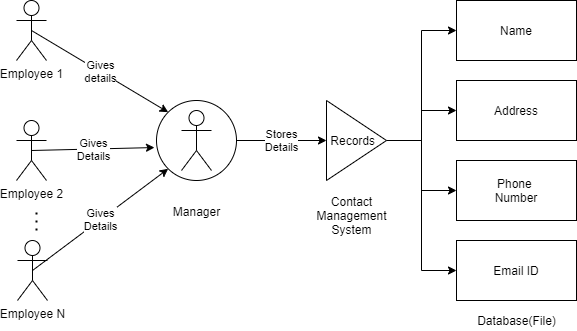 Employee 1
Gives
details
Employee 2
Gives
Details
Employee N
Gives
Details
Manager
Stores
Details
Records
Contact
Management
System
Name
Address
Phone
Number
Email ID
Database(File)